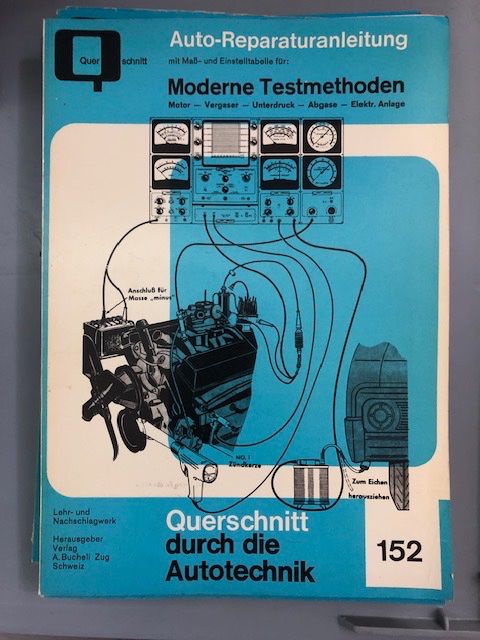 Quer schnitt
Auto-Reparaturanleitung
mit Maß- und Einstelltabelle für:
Moderne Testmethoden
Motor — Vergaser — Unterdruck — Abgase — Elektr. Anlage
Anschluß für
Masse „minus"
NO. 1
Zündkerze
Zum Eichen
herausziehen
Lehr- und
Nachschlagwerk
Herausgeber
Verlag
A. Bucheli Zug
Schweiz
Querschnitt
durch die
Autotechnik
152